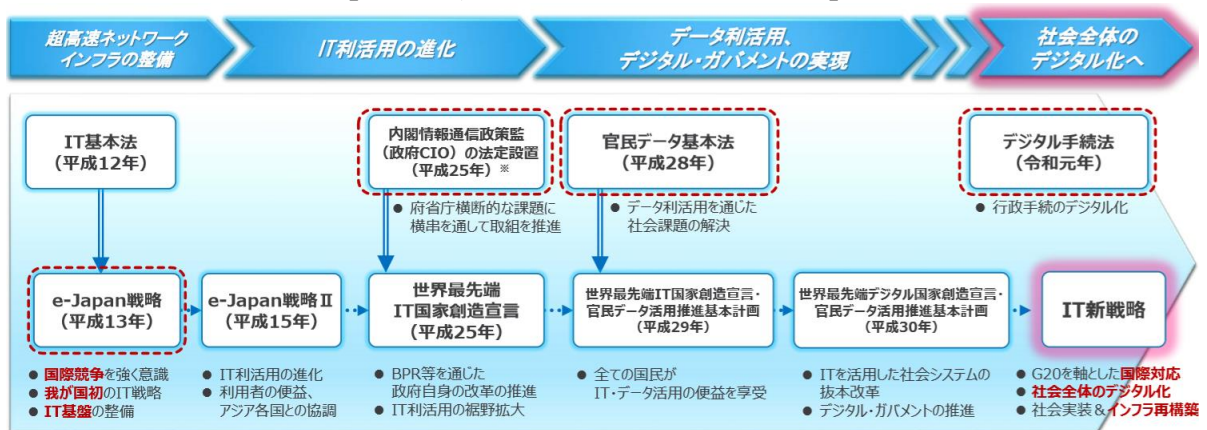 超高速ネットワーク
インフラの整備
IT利活用の進化
データ利活用、
デジタル・ガバメントの実現
社会全体の
デジタル化へ
IT基本法
(平成12年)
内閣情報通信政策監
(政府CIO)の法定設置
(平成25年)※
官民データ基本法
(平成28年)
デジタル手続法
(令和元年)
● 府省庁横断的な課題に
横串を通して取組を推進
● データ利活用を通じた
社会課題の解決
● 行政手続のデジタル化
e-Japan戦略
(平成13年)
e-Japan戦略Ⅱ
(平成15年)
世界最先端
IT国家創造宣言
(平成25年)
世界最先端IT国家創造宣言・
官民データ活用推進基本計画
(平成29年)
世界最先端デジタル国家創造宣言・
官民データ活用推進基本計画
(平成30年)
IT新戦略
● 国際競争を強く意識
● 我が国初のIT戦略
● IT基盤の整備
● IT利活用の進化
● 利用者の便益、
アジア各国との協調
● BPR等を通じた
政府自身の改革の推進
● IT利活用の裾野拡大
● 全ての国民が
IT・データ活用の便益を享受
● ITを活用した社会システムの
抜本改革
● デジタル・ガバメントの推進
● G20を軸とした国際対応
● 社会全体のデジタル化
● 社会実装&インフラ再構築